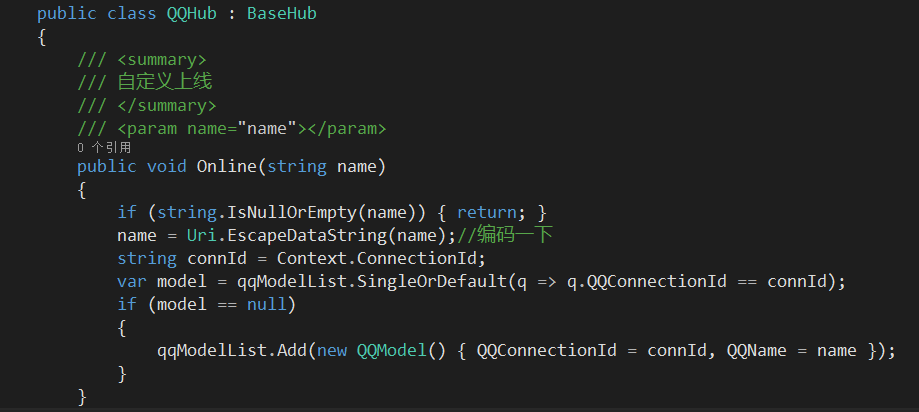 public class QQHub : BaseHub
{
/// <summary>
/// 自定义上线
/// </summary>
/// <param name="name"></param>
0 个引用
public void Online(string name)
{
if (string.IsNullOrEmpty(name)) { return; }
name = Uri.EscapeDataString(name);//编码一下
string connId = Context.ConnectionId;
var model = qqModelList.SingleOrDefault(q => q.QQConnectionId == connId);
if (model == null)
{
qqModelList.Add(new QQModel() { QQConnectionId = connId, QQName = name });
}
}